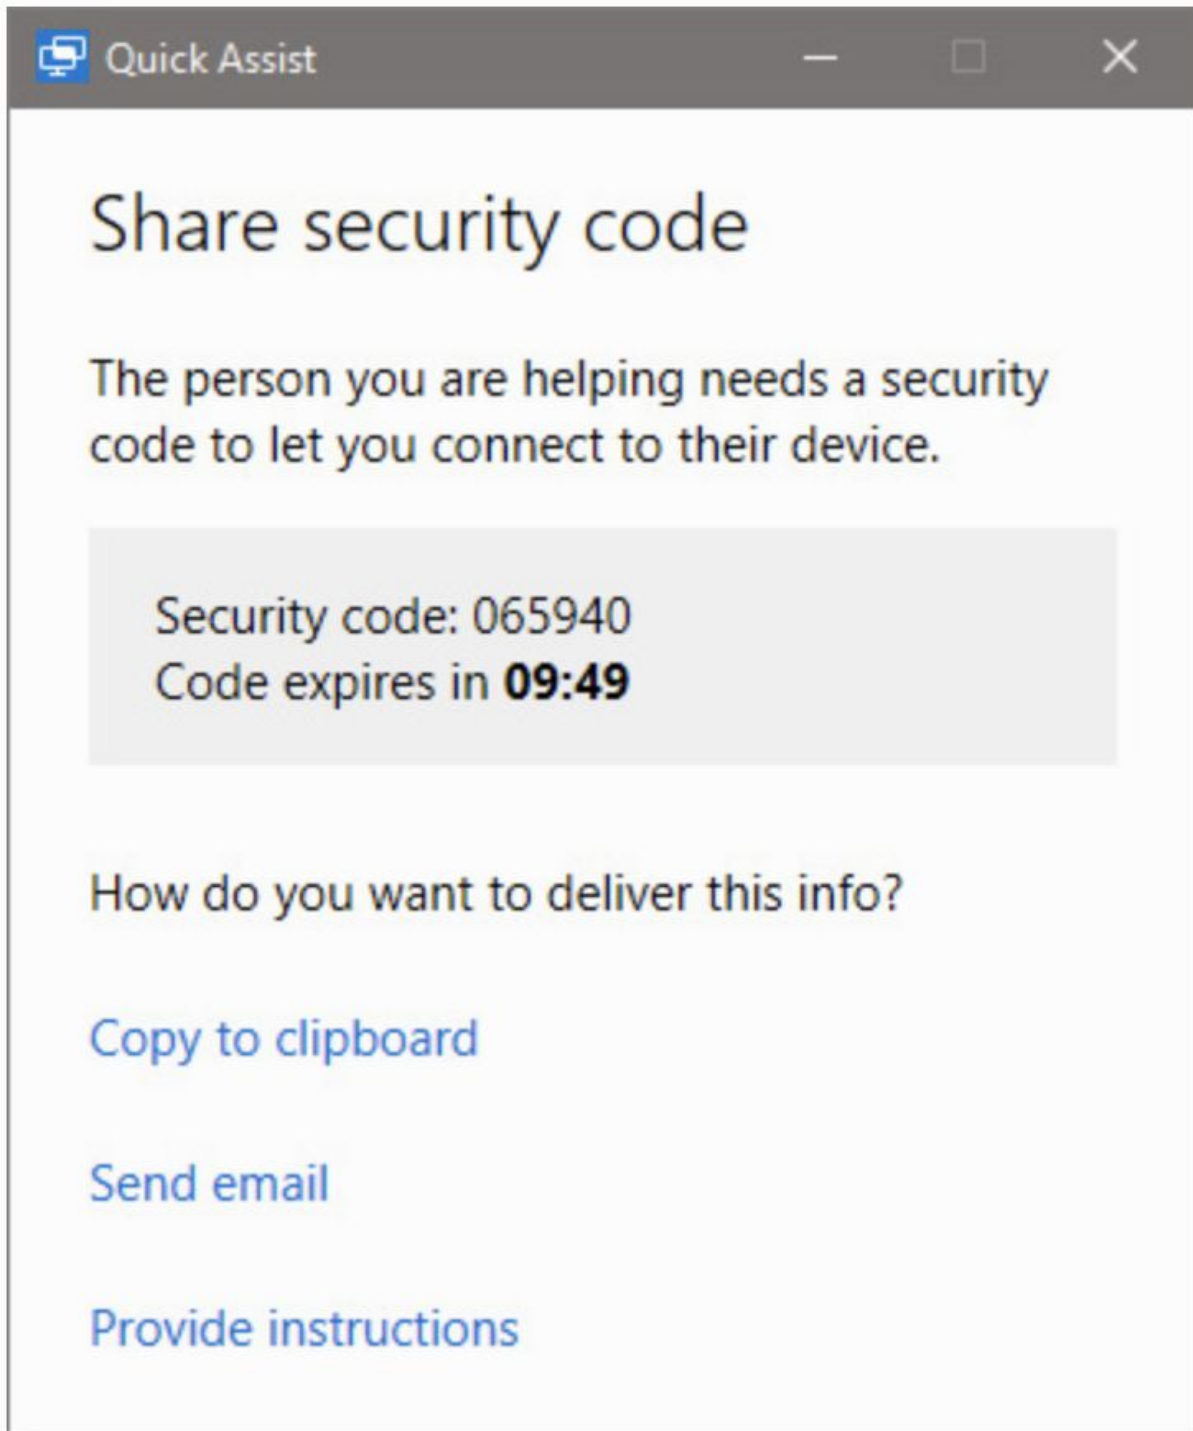 Quick Assist
Share security code
The person you are helping needs a security
code to let you connect to their device.
Security code: 065940
Code expires in 09:49
How do you want to deliver this info?
Copy to clipboard
Send email
Provide instructions